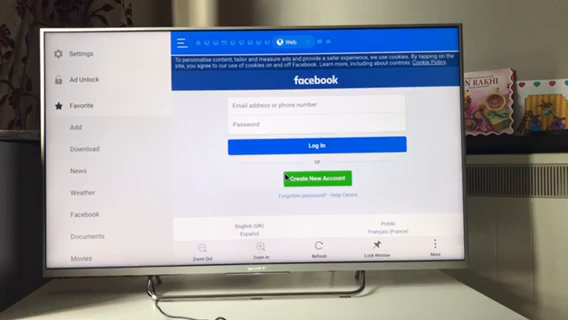 Settings
Ad Unlock
Favorite
Add
Download
News
Weather
Facebook
Documents
Movies
Web
To personalise content, tailor and measure ads and provide a safer experience, we use cookies. By tapping on the
site, you agree to our use of cookies on and off Facebook. Learn more, including about controls: Cookie Policy.
facebook
Email address or phone number
Password
Log In
or
Create New Account
Forgotten password? · Help Centre
English (UK)
Polski
Español
Français (France)
Zoom Out
Zoom In
Refresh
Lock Window
More
SONY
RAKHI